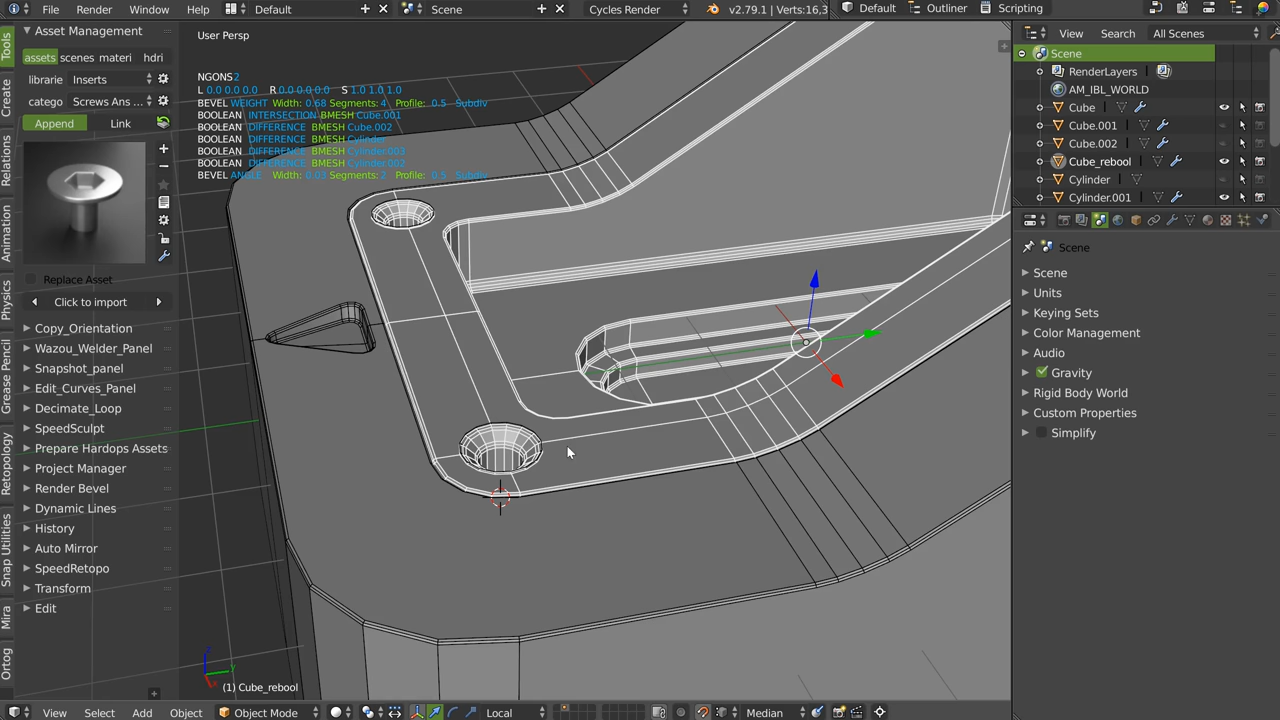 File Render Window Help Default Scene Cycles Render v2.79.1 | Verts:16,3 Default Outliner Scripting
Tools
Create
Relations
Animation
Physics
Grease Pencil
Retopology
Snap Utilities
Mira
Ortog
Asset Management
assets scenes materi hdri
librarie Inserts
catego Screws Ans ...
Append Link
Replace Asset
Click to import
Copy_Orientation
Wazou_Welder_Panel
Snapshot_panel
Edit_Curves_Panel
Decimate_Loop
SpeedSculpt
Prepare Hardops Assets
Project Manager
Render Bevel
Dynamic Lines
History
Auto Mirror
SpeedRetopo
Transform
Edit
User Persp
NGONS 2
L 0.0 0.0 0.0 R 0.0 0.0 0.0 S 1.0 1.0 1.0
BEVEL WEIGHT Width: 0.68 Segments: 4 Profile: 0.5 Subdiv
BOOLEAN INTERSECTION BMESH Cube.001
BOOLEAN DIFFERENCE BMESH Cube.002
BOOLEAN DIFFERENCE BMESH Cylinder
BOOLEAN DIFFERENCE BMESH Cylinder.003
BOOLEAN DIFFERENCE BMESH Cylinder.002
BEVEL ANGLE Width: 0.03 Segments: 2 Profile: 0.5 Subdiv
z
y
(1) Cube_rebool
View Select Add Object Object Mode Local Median
View Search All Scenes
Scene
RenderLayers
AM_IBL_WORLD
Cube
Cube.001
Cube.002
Cube_rebool
Cylinder
Cylinder.001
Scene
Scene
Units
Keying Sets
Color Management
Audio
Gravity
Rigid Body World
Custom Properties
Simplify